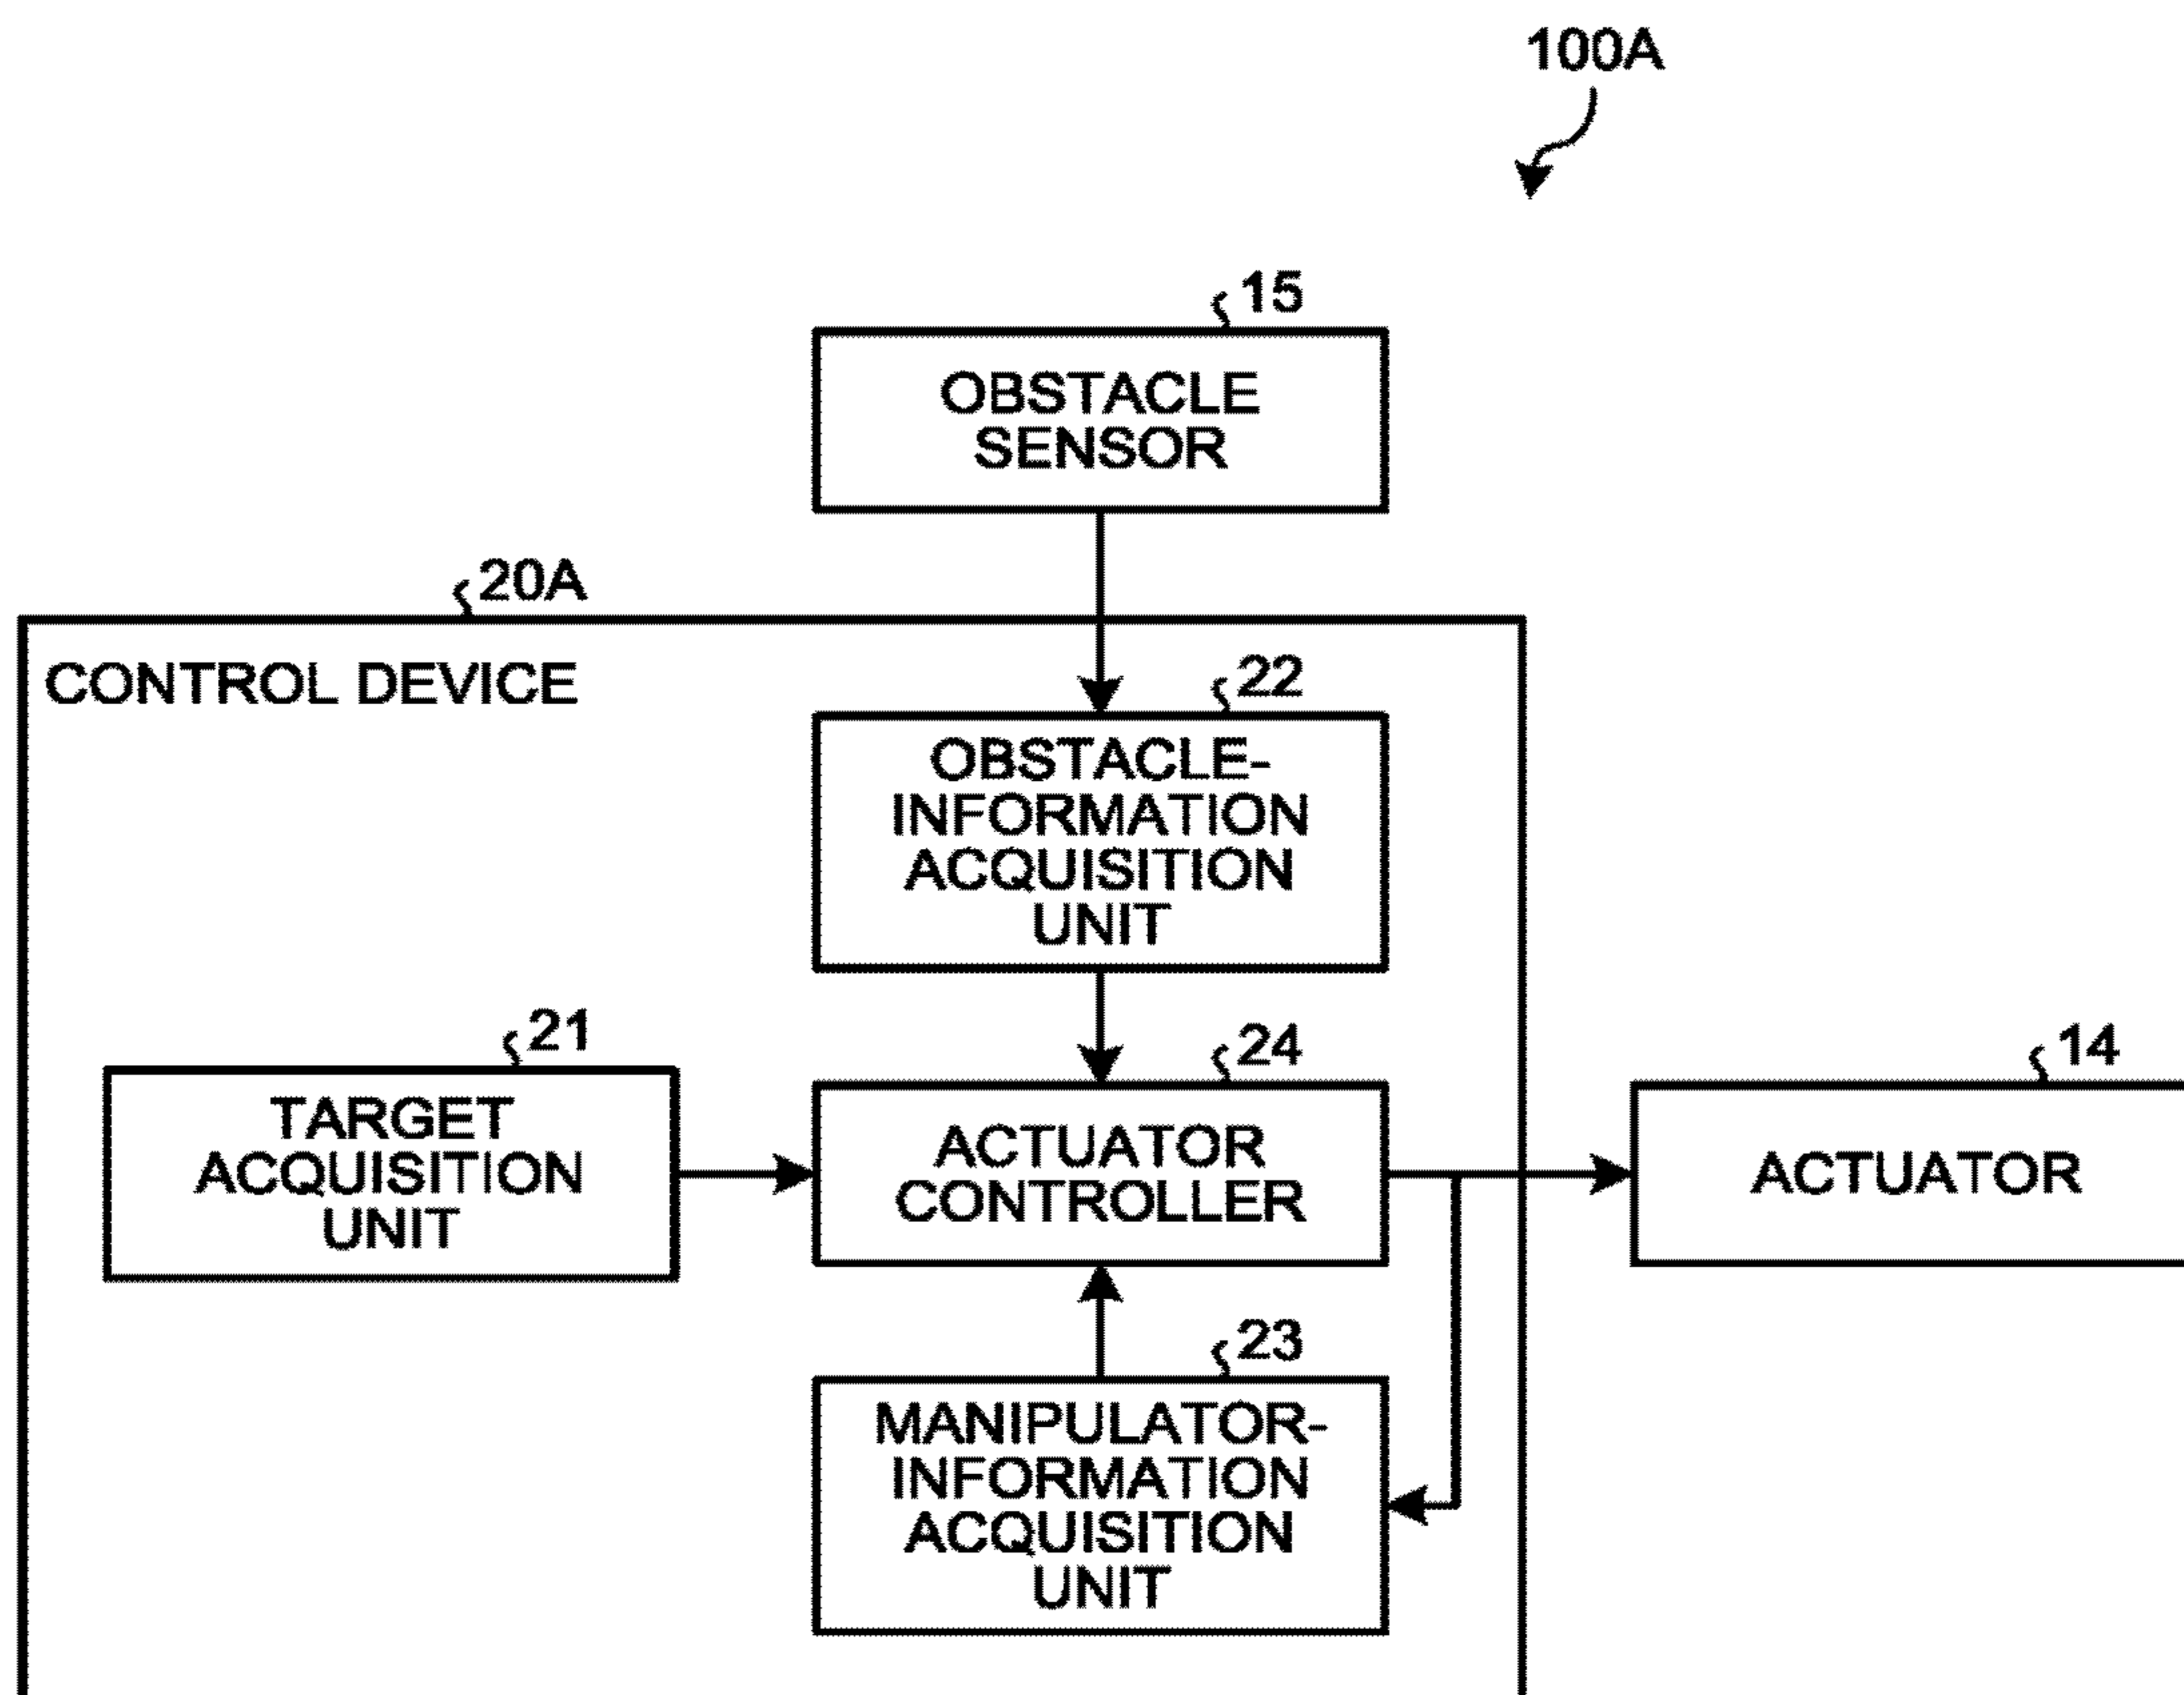 100A
15
OBSTACLE
SENSOR
20A
CONTROL DEVICE
22
OBSTACLE-
INFORMATION
ACQUISITION
UNIT
21
TARGET
ACQUISITION
UNIT
24
ACTUATOR
CONTROLLER
14
ACTUATOR
23
MANIPULATOR-
INFORMATION
ACQUISITION
UNIT